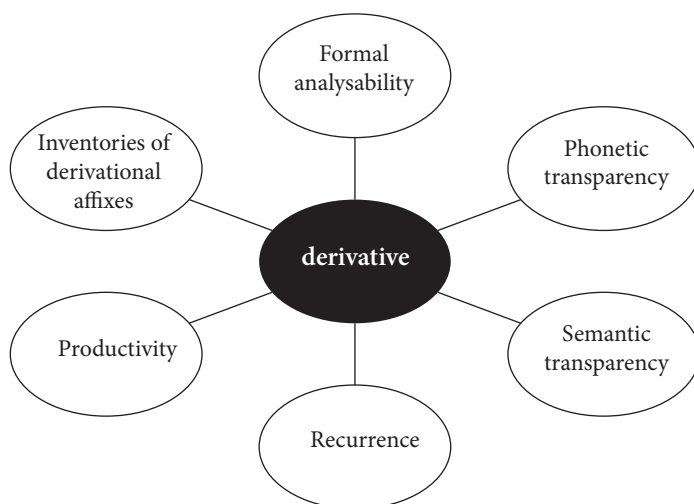 Formal
analysability
Inventories of
derivational
affixes
Phonetic
transparency
derivative
Productivity
Semantic
transparency
Recurrence